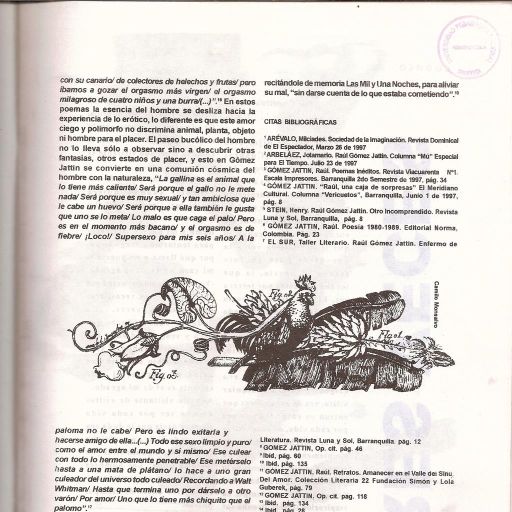 con su canario/ de colectores de helechos y frutas/ pero
íbamos a gozar el orgasmo más virgen/ el orgasmo
milagroso de cuatro niños y una burra/(...)".¹⁶ En estos
poemas la esencia del hombre se desliza hacia la
experiencia de lo erótico, lo diferente es que este amor
ciego y polimorfo no discrimina animal, planta, objeto
ni hombre para el placer. El paseo bucólico del hombre
no lo lleva sólo a observar sino a descubrir otras
fantasías, otros estados de placer, y esto en Gómez
Jattin se convierte en una comunión cósmica del
hombre con la naturaleza, "La gallina es el animal que
lo tiene más caliente/ Será porque el gallo no le mete
nada/ Será porque es muy sexual/ y tan ambiciosa que
le cabe un huevo/ Será porque a ella también le gusta
que uno se lo meta/ Lo malo es que caga el palo/ Pero
es en el momento más bacano/ y el orgasmo es de
fiebre/ ¡Loco!/ Supersexo para mis seis años/ A la
recitándole de memoria Las Mil y Una Noches, para aliviar
su mal, "sin darse cuenta de lo que estaba cometiendo".
CITAS BIBLIOGRÁFICAS
¹ ARÉVALO, Milciades. Sociedad de la Imaginación. Revista Dominical
de El Espectador, Marzo 26 de 1997
² ARBELÁEZ, Jotamario. Raúl Gómez Jattin. Columna "Mú" Especial
para El Tiempo. Julio 23 de 1997
³ GÓMEZ JATTIN, Raúl. Poemas Inéditos. Revista Viacuarenta Nº1.
Escala Impresores. Barranquilla 2do Semestre de 1997, pág. 34
⁴ GÓMEZ JATTIN. "Raúl, una caja de sorpresas" El Meridiano
Cultural. Columna "Vericuetos", Barranquilla, Junio 1 de 1997,
pág. 8
⁵ STEIN, Henry. Raúl Gómez Jattin. Otro Incomprendido. Revista
Luna y Sol, Barranquilla, pág. 8
⁶ GÓMEZ JATTIN, Raúl. Poesía 1980-1989. Editorial Norma,
Colombia. Pág. 23
⁷ EL SUR, Taller Literario. Raúl Gómez Jattin. Enfermo de
Camilo Monsalvo
paloma no le cabe/ Pero es lindo exitarla y
hacerse amigo de ella...(...) Todo ese sexo limpio y puro/
como el amor entre el mundo y sí mismo/ Ese culear
con todo lo hermosamente penetrable/ Ese metérselo
hasta a una mata de plátano/ lo hace a uno gran
culeador del universo todo culeado/ Recordando a Walt
Whitman/ Hasta que termina uno por dárselo a otro
varón/ Por amor/ Uno que lo tiene más chiquito que el
palomo".¹⁷
Literatura. Revista Luna y Sol, Barranquilla. pág. 12
⁸ GOMEZ JATTIN, Op. cit. pág. 46
⁹ Ibid, pág. 60
¹⁰ Ibid. pág. 135
¹¹ GÓMEZ JATTIN, Raúl. Retratos. Amanecer en el Valle del Sinu.
Del Amor. Colección Literaria 22 Fundación Simón y Lola
Guberek, pág. 79
¹² GÓMEZ JATTIN, Op. cit. pág. 118
¹³ Ibid, pág. 134
¹⁴ Ibid. pág. 28